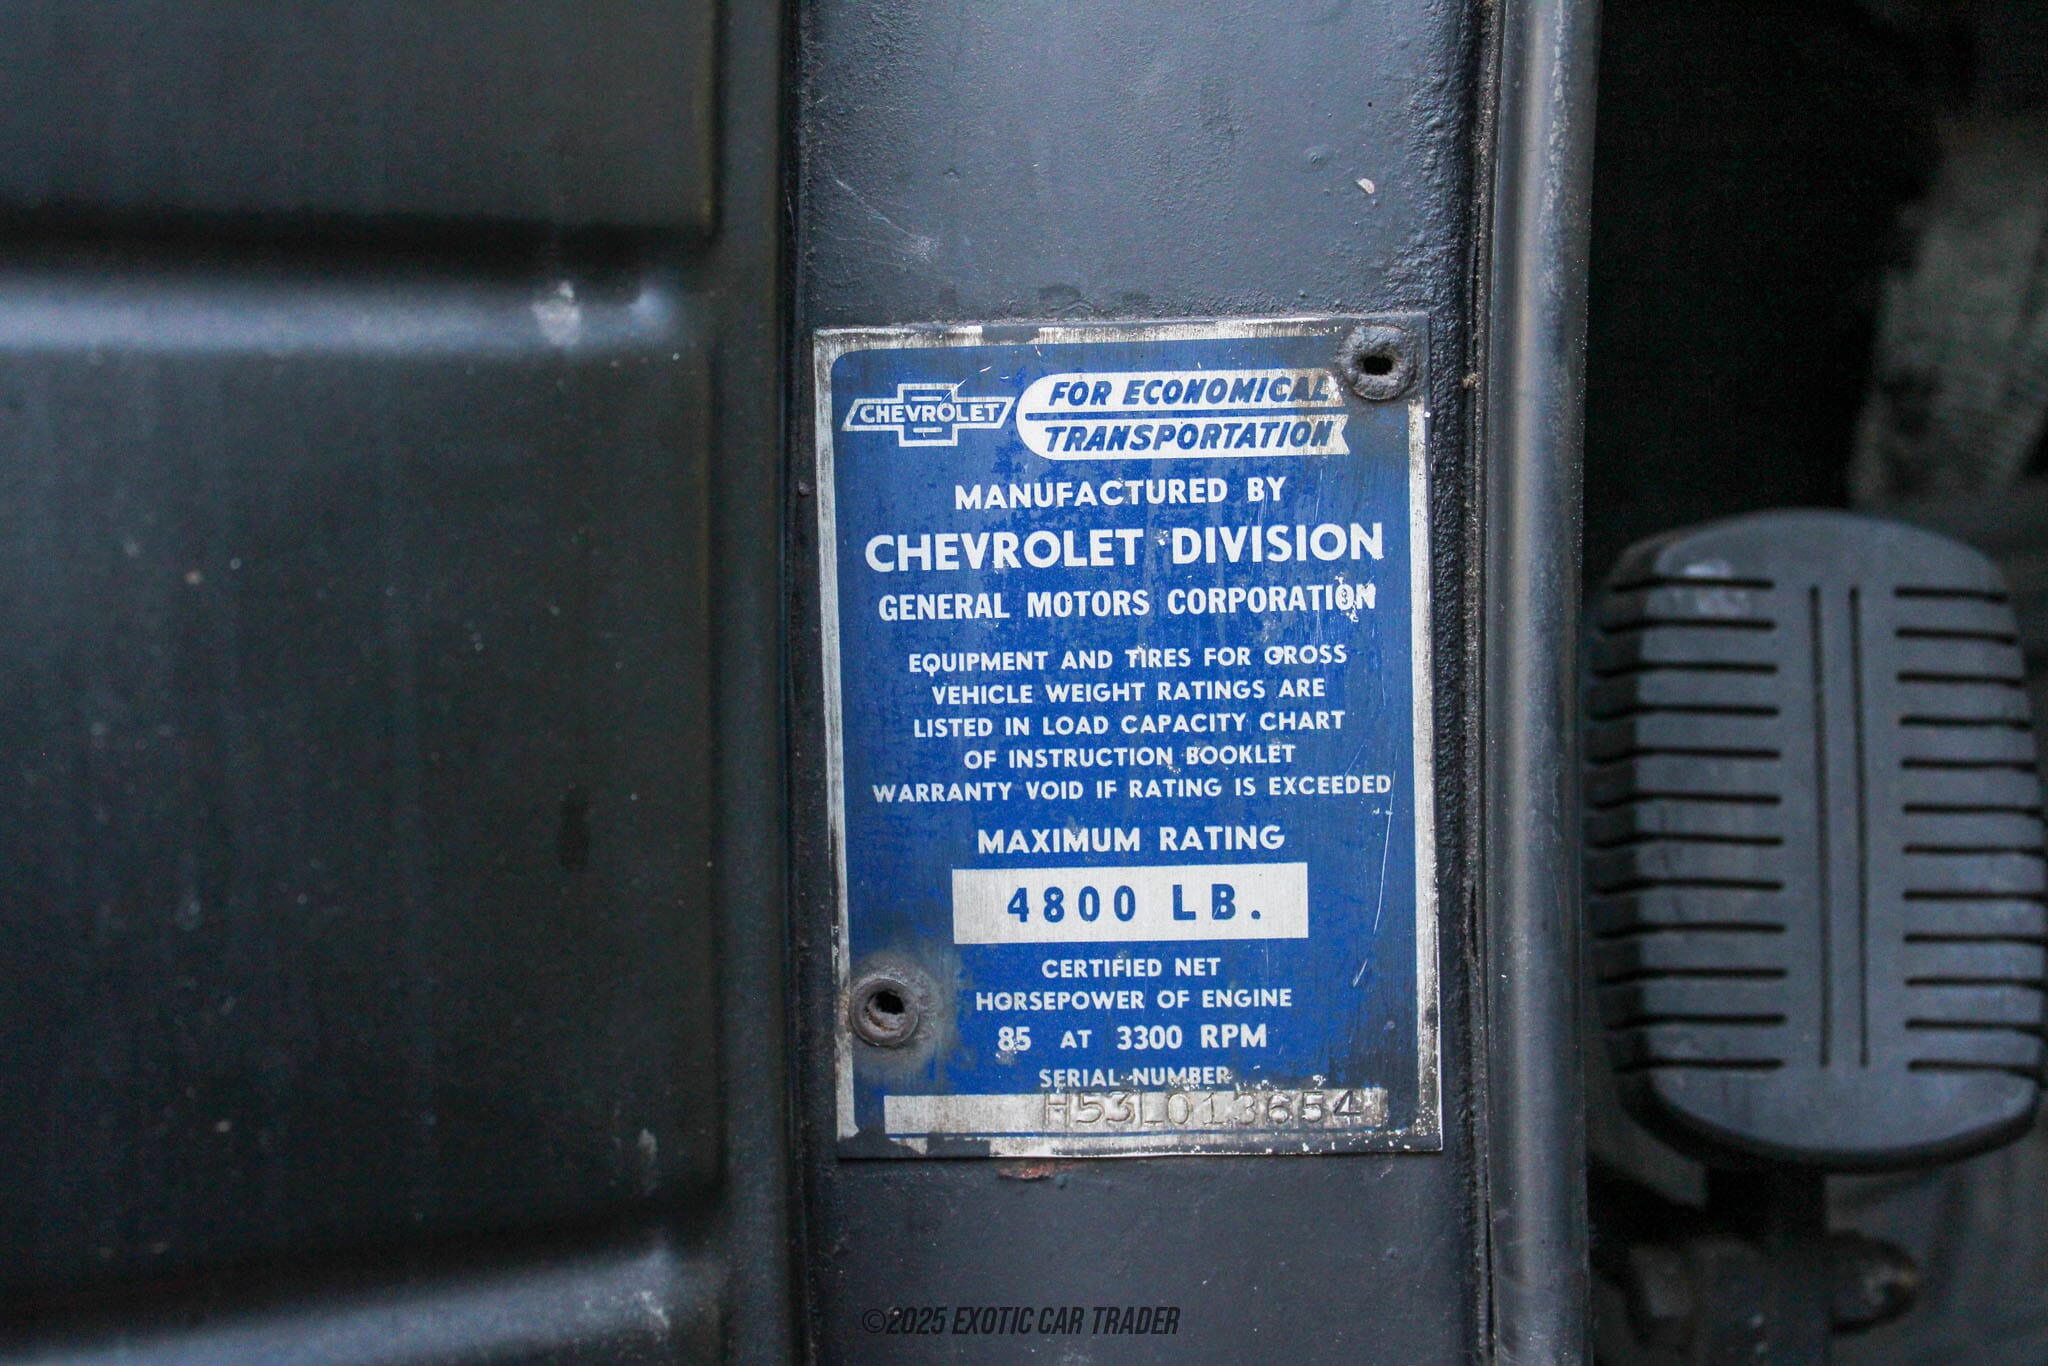 CHEVROLET
FOR ECONOMICAL
TRANSPORTATION
MANUFACTURED BY
CHEVROLET DIVISION
GENERAL MOTORS CORPORATION
EQUIPMENT AND TIRES FOR GROSS
VEHICLE WEIGHT RATINGS ARE
LISTED IN LOAD CAPACITY CHART
OF INSTRUCTION BOOKLET
WARRANTY VOID IF RATING IS EXCEEDED
MAXIMUM RATING
4800 LB.
CERTIFIED NET
HORSEPOWER OF ENGINE
85 AT 3300 RPM
SERIAL NUMBER
H53L013654
©2025 EXOTIC CAR TRADER